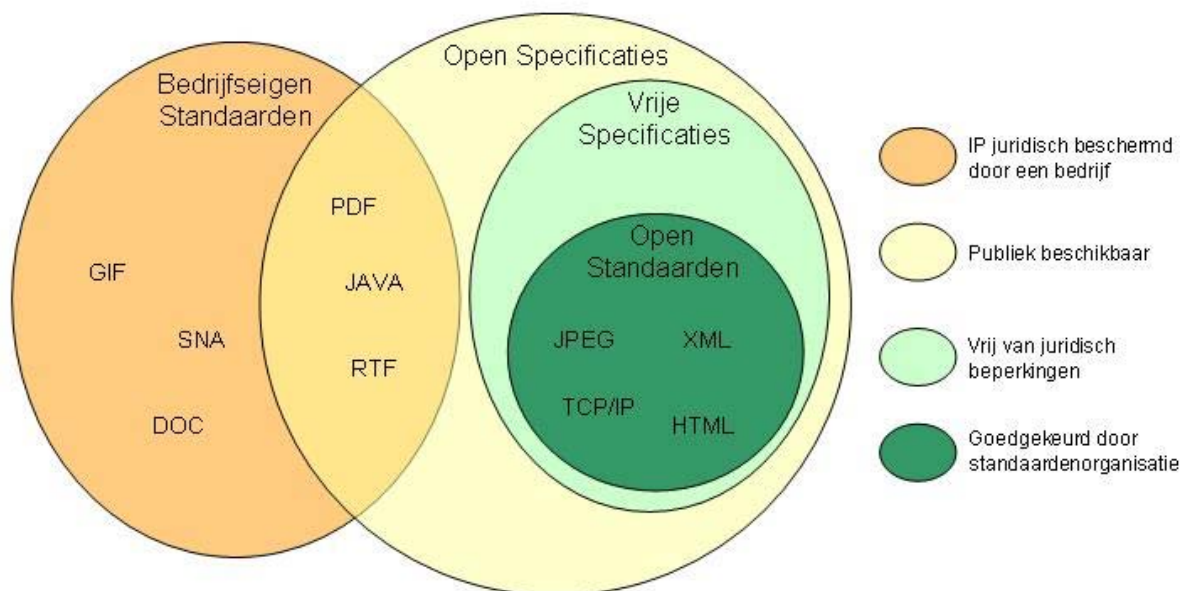 Open Specificaties
Bedrijfseigen
Standaarden
Vrije
Specificaties
PDF
Open
Standaarden
GIF
JAVA
SNA
JPEG XML
RTF
TCP/IP
DOC
HTML
IP juridisch beschermd
door een bedrijf
Publiek beschikbaar
Vrij van juridisch
beperkingen
Goedgekeurd door
standaardenorganisatie